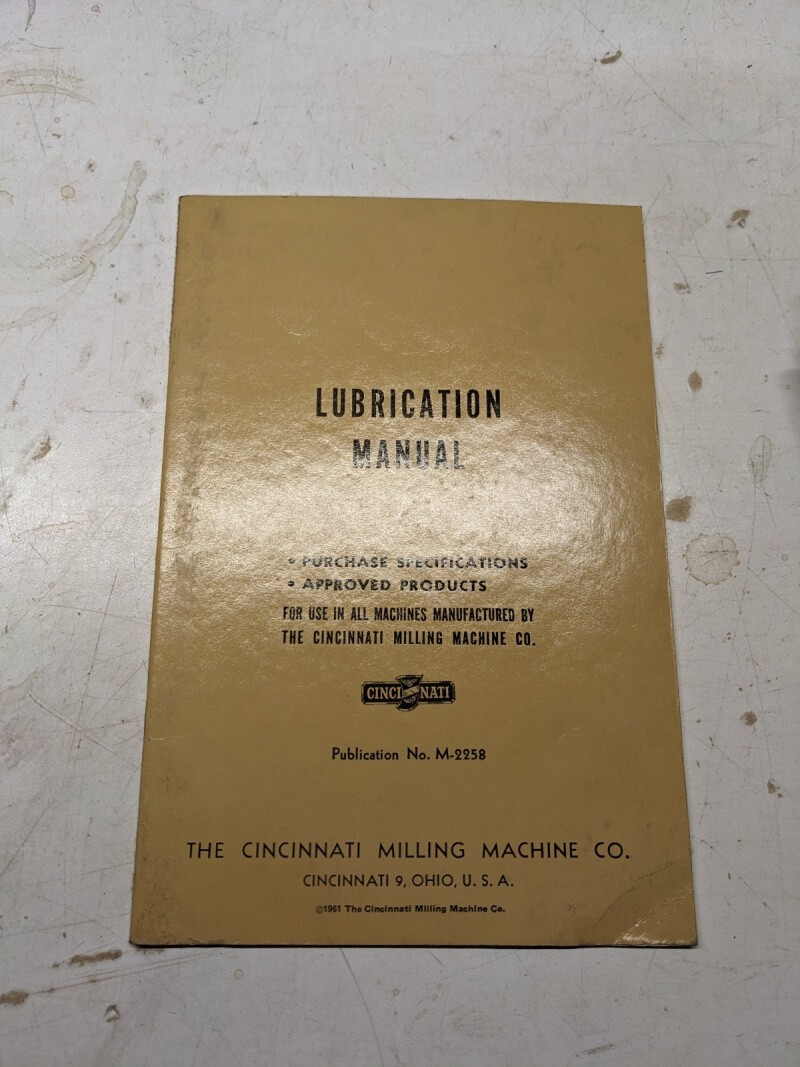 LUBRICATION
MANUAL
• PURCHASE SPECIFICATIONS
• APPROVED PRODUCTS
FOR USE IN ALL MACHINES MANUFACTURED BY
THE CINCINNATI MILLING MACHINE CO.
CINCINNATI
Publication No. M-2258
THE CINCINNATI MILLING MACHINE CO.
CINCINNATI 9, OHIO, U. S. A.
©1961 The Cincinnati Milling Machine Co.